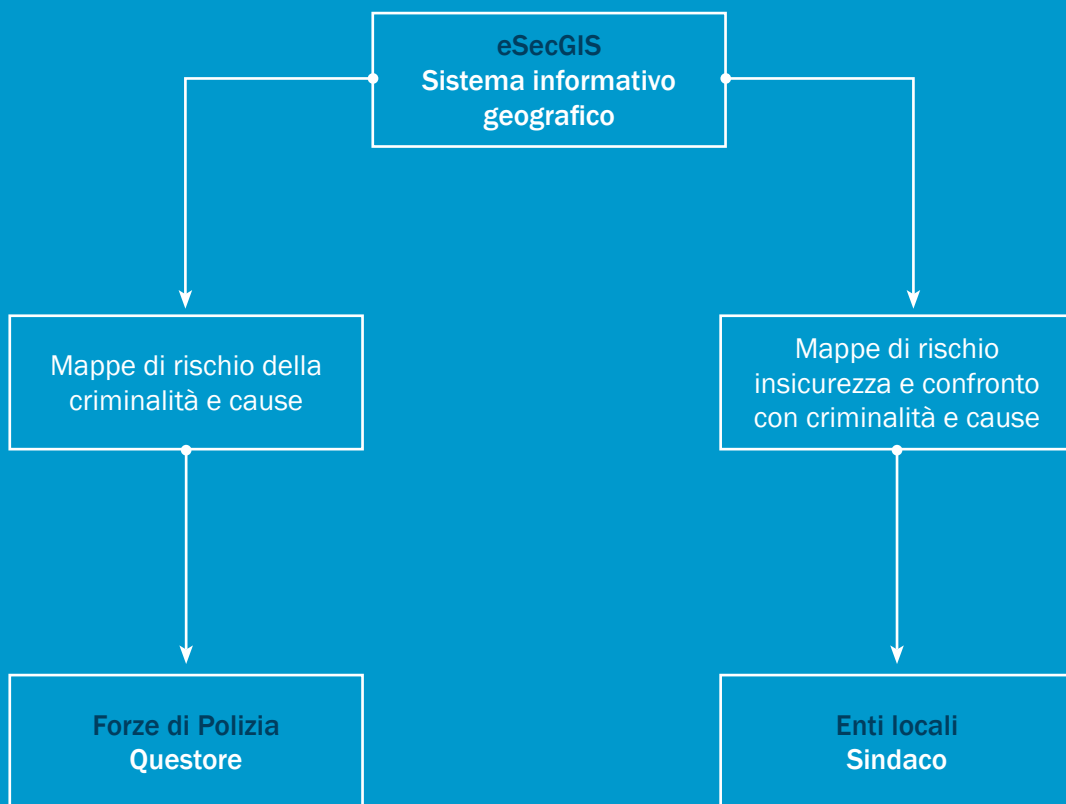 eSecGIS
Sistema informativo
geografico
Mappe di rischio della
criminalità e cause
Mappe di rischio
insicurezza e confronto
con criminalità e cause
Forze di Polizia
Questore
Enti locali
Sindaco